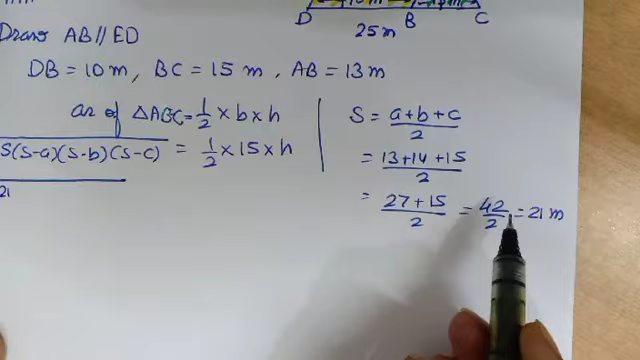 D B C
25m
Draw AB // ED
DB = 10 m, BC = 15 m, AB = 13 m
ar of △ABC = 1/2 × b × h
S(S-a)(S-b)(S-c) = 1/2 × 15 × h
21
S = a+b+c/2
= 13+14+15/2
= 27+15/2 = 42/2 = 21 m